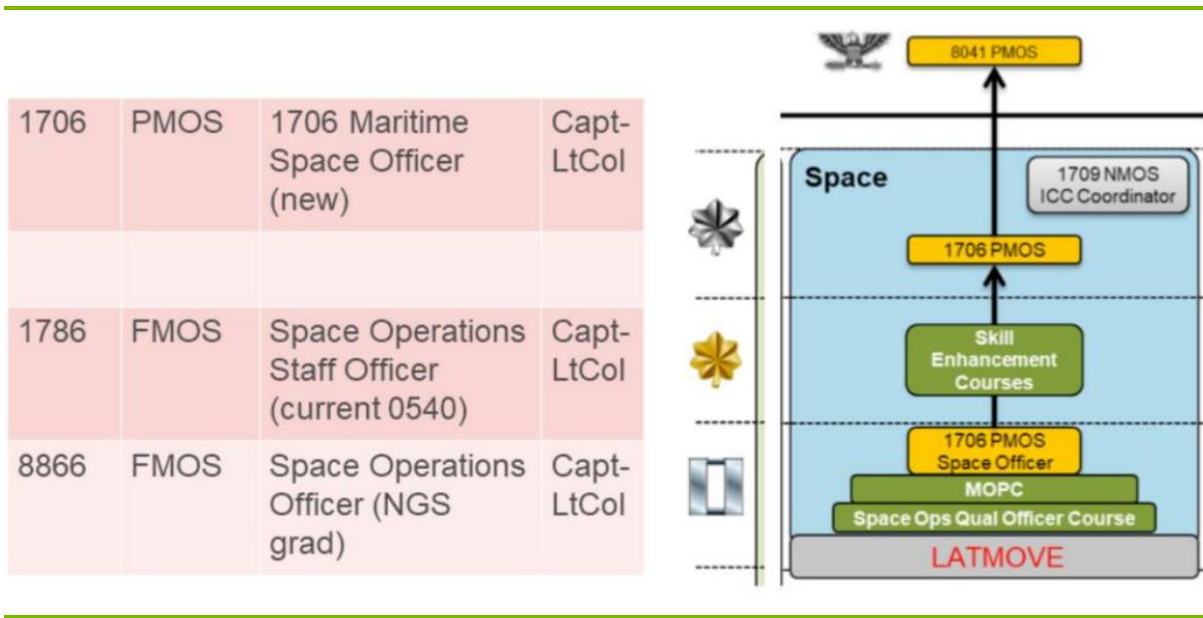 1706 PMOS 1706 Maritime Capt-
Space Officer LtCol
(new)
1786 FMOS Space Operations Capt-
Staff Officer LtCol
(current 0540)
8866 FMOS Space Operations Capt-
Officer (NGS LtCol
grad)
8041 PMOS
Space
1709 NMOS
ICC Coordinator
1706 PMOS
Skill
Enhancement
Courses
1706 PMOS
Space Officer
MOPC
Space Ops Qual Officer Course
LATMOVE